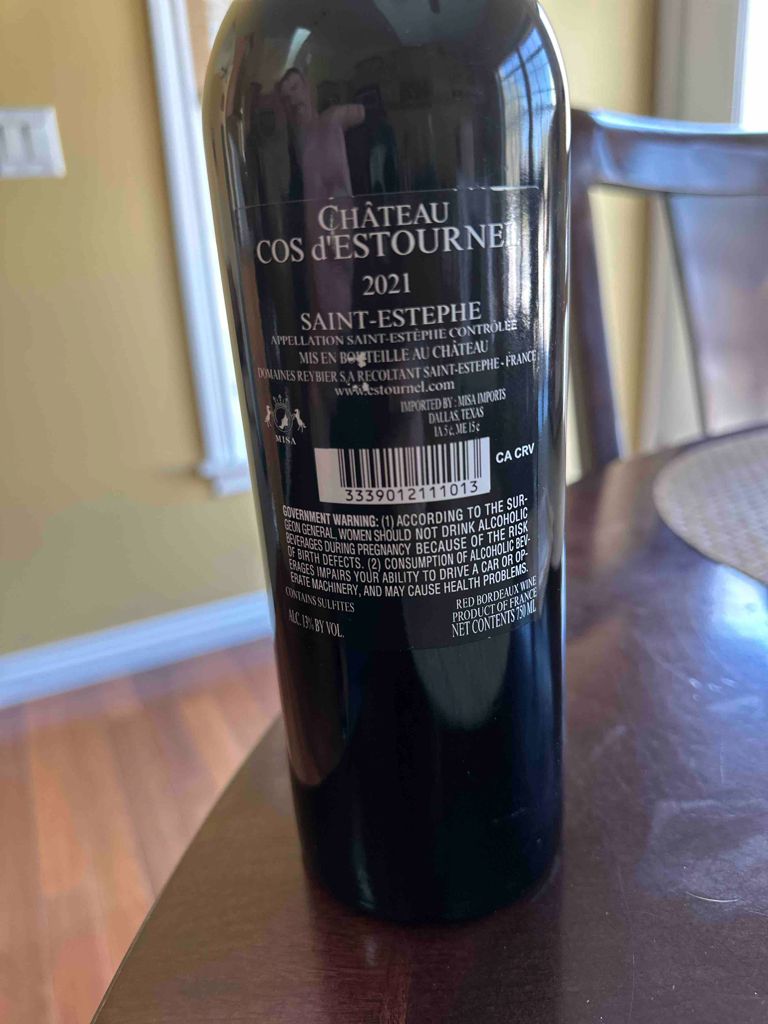 CHÂTEAU
COS d'ESTOURNEL
2021
SAINT-ESTEPHE
APPELLATION SAINT-ESTÈPHE CONTRÔLÉE
MIS EN BOUTEILLE AU CHÂTEAU
DOMAINES REYBIER S.A RECOLTANT SAINT-ESTEPHE - FRANCE
www.estournel.com
IMPORTED BY : MISA IMPORTS
DALLAS, TEXAS
IA 5¢, ME 15¢
MISA
CA CRV
3339012111013
GOVERNMENT WARNING: (1) ACCORDING TO THE SUR-
GEON GENERAL, WOMEN SHOULD NOT DRINK ALCOHOLIC
BEVERAGES DURING PREGNANCY BECAUSE OF THE RISK
OF BIRTH DEFECTS. (2) CONSUMPTION OF ALCOHOLIC BEV-
ERAGES IMPAIRS YOUR ABILITY TO DRIVE A CAR OR OP-
ERATE MACHINERY, AND MAY CAUSE HEALTH PROBLEMS.
CONTAINS SULFITES
ALC. 13% BY VOL.
RED BORDEAUX WINE
PRODUCT OF FRANCE
NET CONTENTS 750 ML